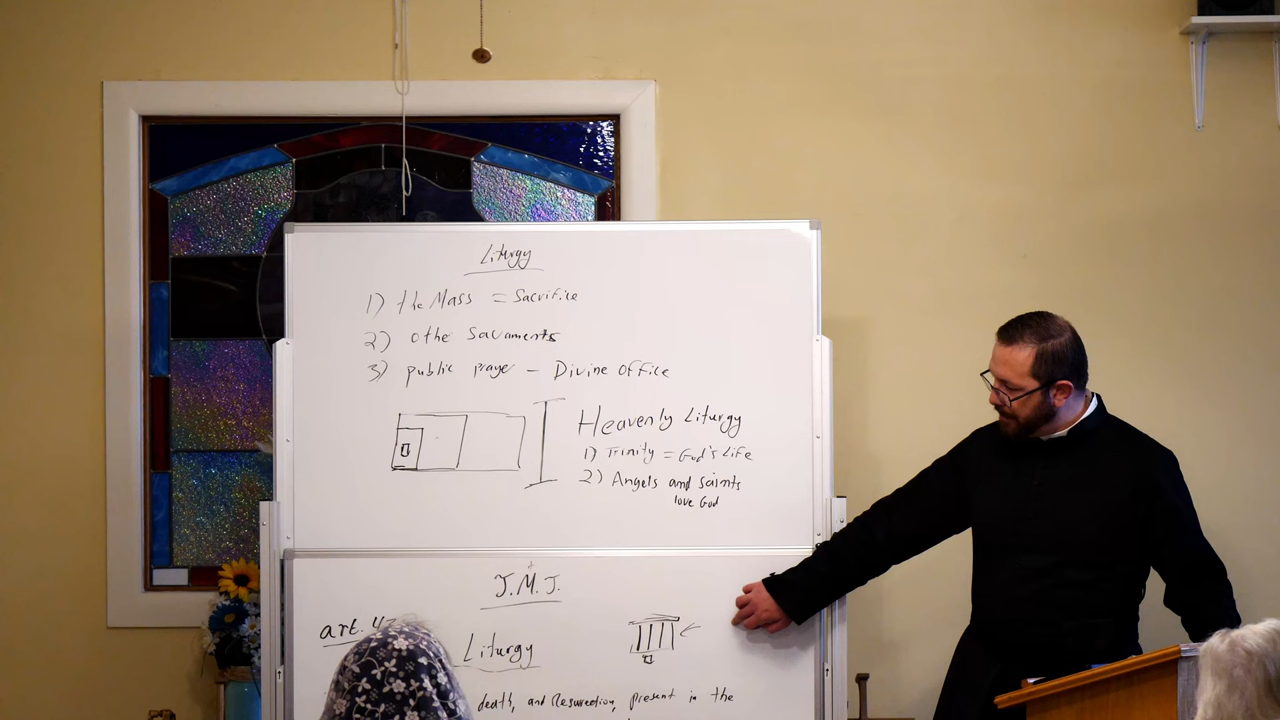 Liturgy
1) the Mass = Sacrifice
2) other Sacraments
3) public prayer - Divine Office
Heavenly Liturgy
1) Trinity = God's Life
2) Angels and saints
love God
J.M.J.
art.
Liturgy
death, and Resurrection, present in the